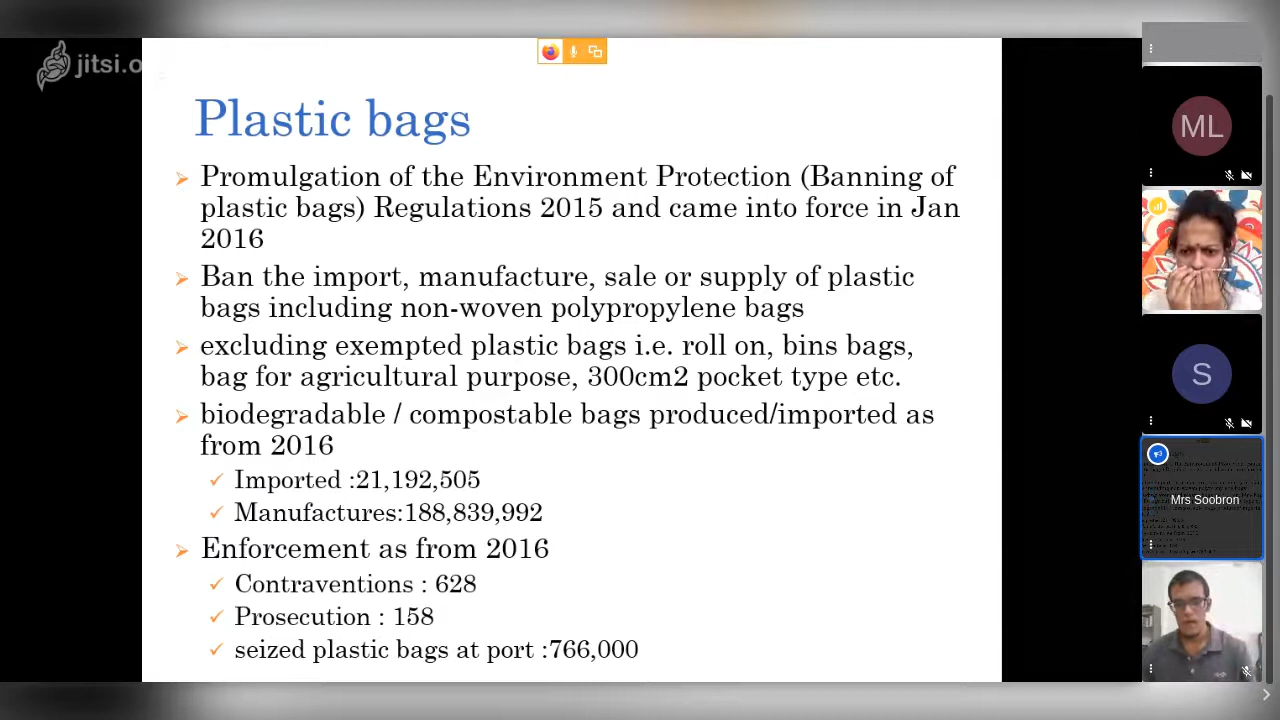 jitsi.o
Plastic bags
Promulgation of the Environment Protection (Banning of
plastic bags) Regulations 2015 and came into force in Jan
2016
Ban the import, manufacture, sale or supply of plastic
bags including non-woven polypropylene bags
excluding exempted plastic bags i.e. roll on, bins bags,
bag for agricultural purpose, 300cm2 pocket type etc.
biodegradable / compostable bags produced/imported as
from 2016
Imported :21,192,505
Manufactures:188,839,992
Enforcement as from 2016
Contraventions : 628
Prosecution : 158
seized plastic bags at port :766,000
ML
S
Mrs Soobron